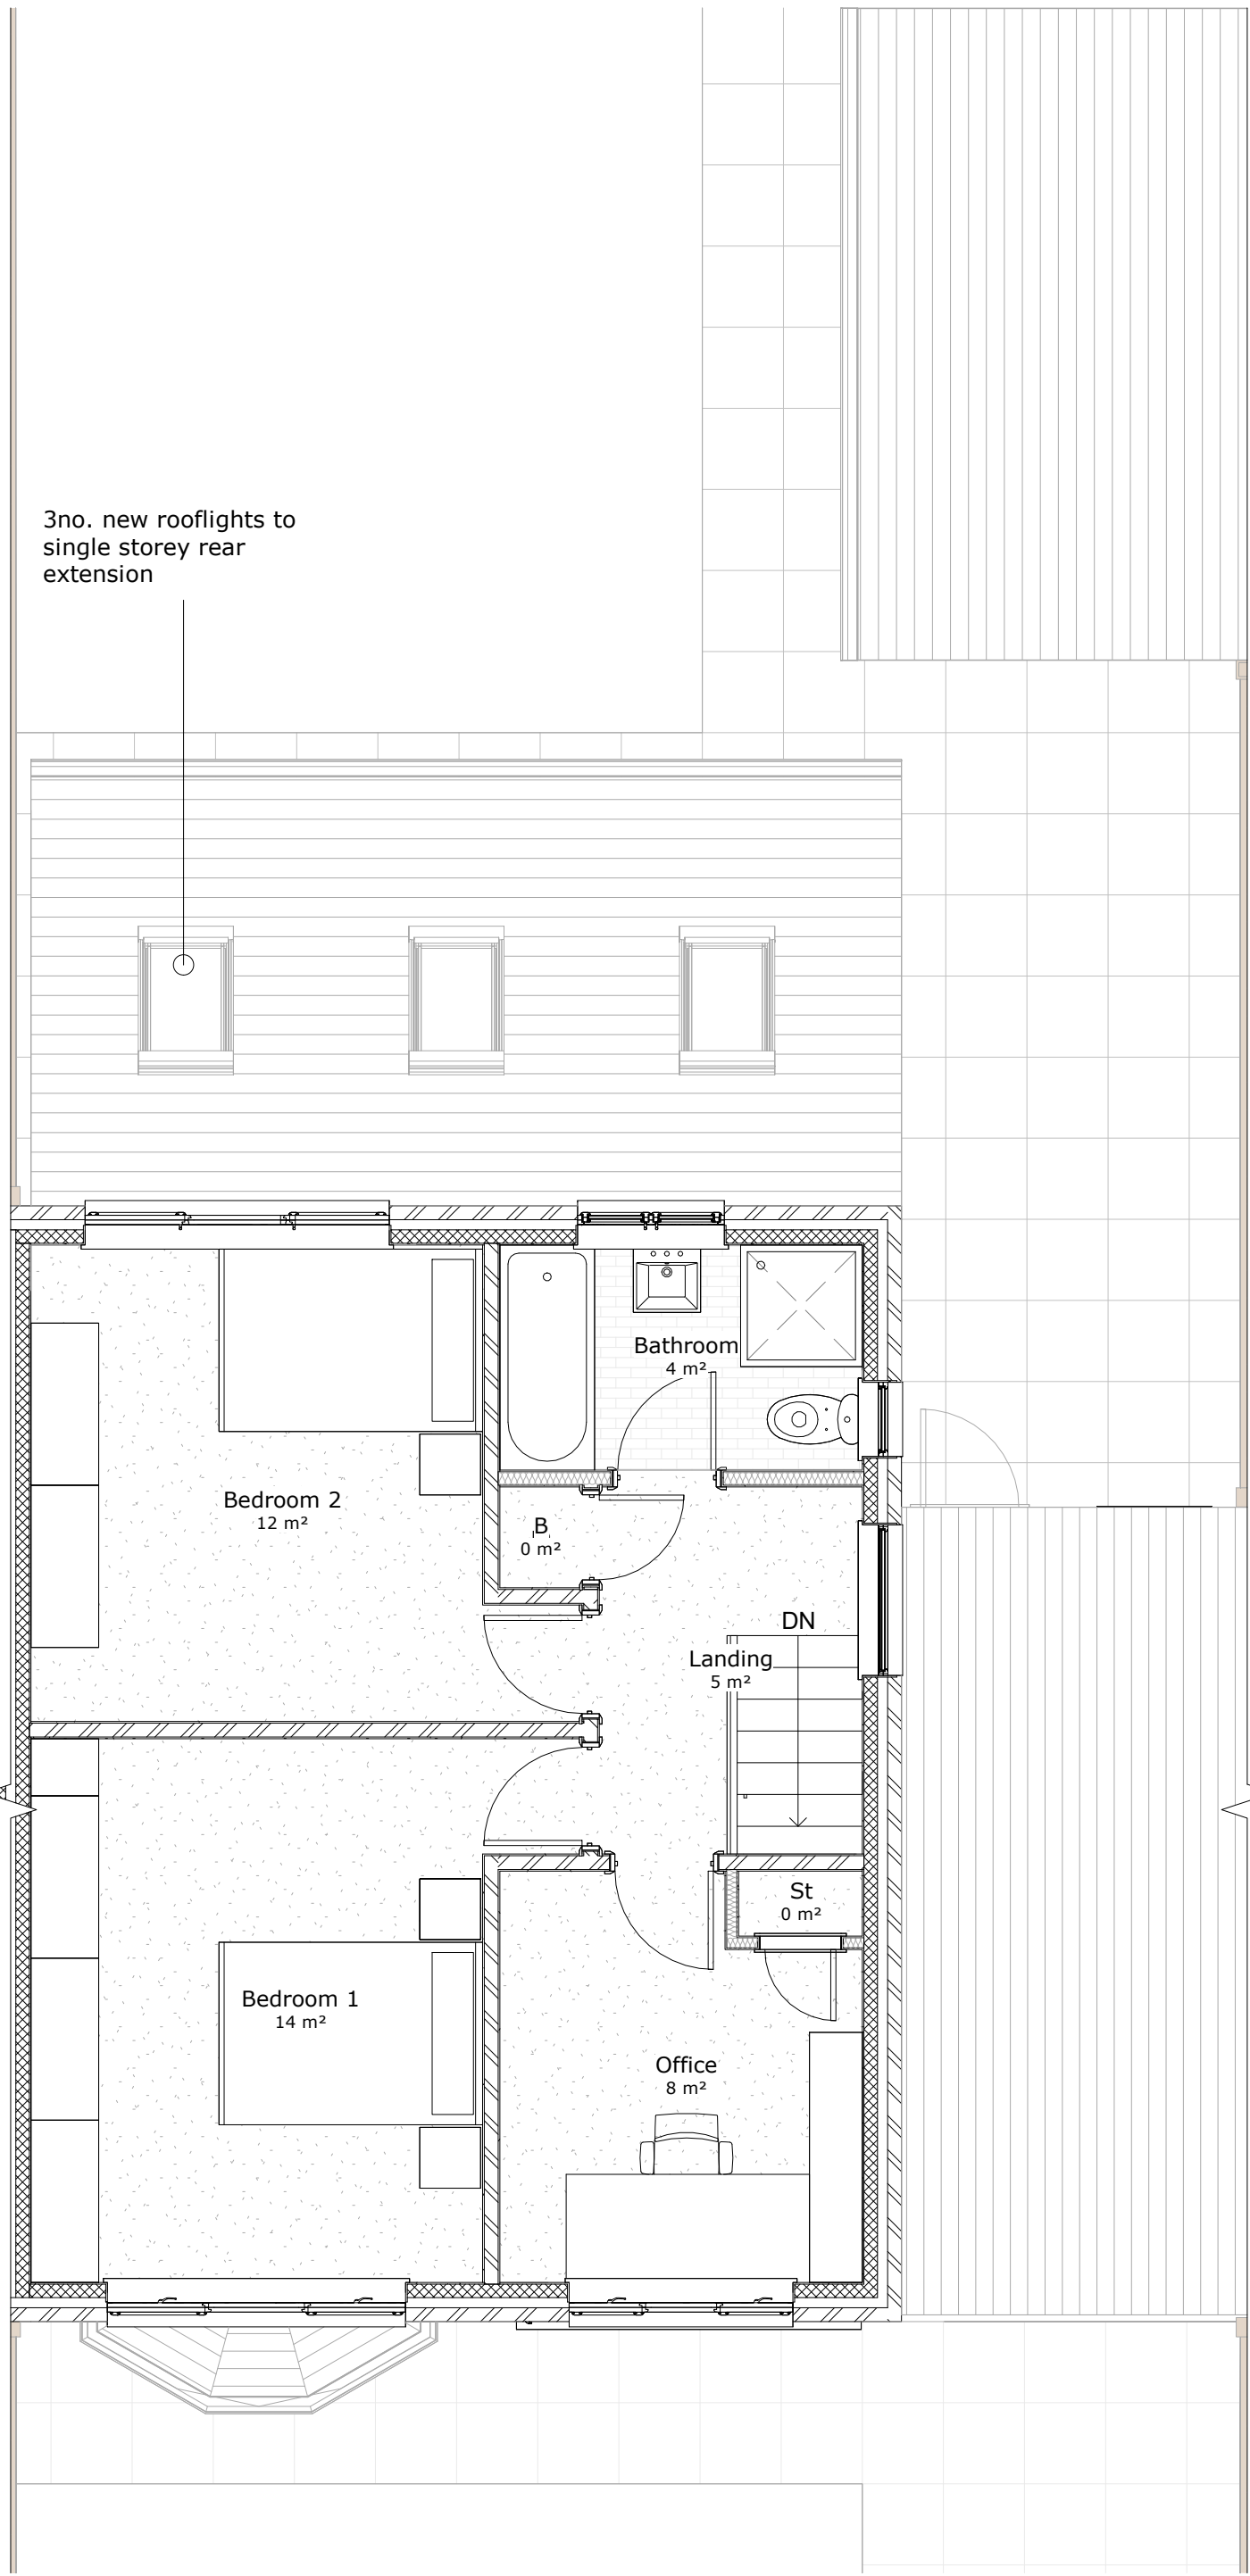 3no. new rooflights to
single storey rear
extension
Bathroom
4 m²
Bedroom 2
12 m²
B
0 m²
DN
Landing
5 m²
St
0 m²
Bedroom 1
14 m²
Office
8 m²